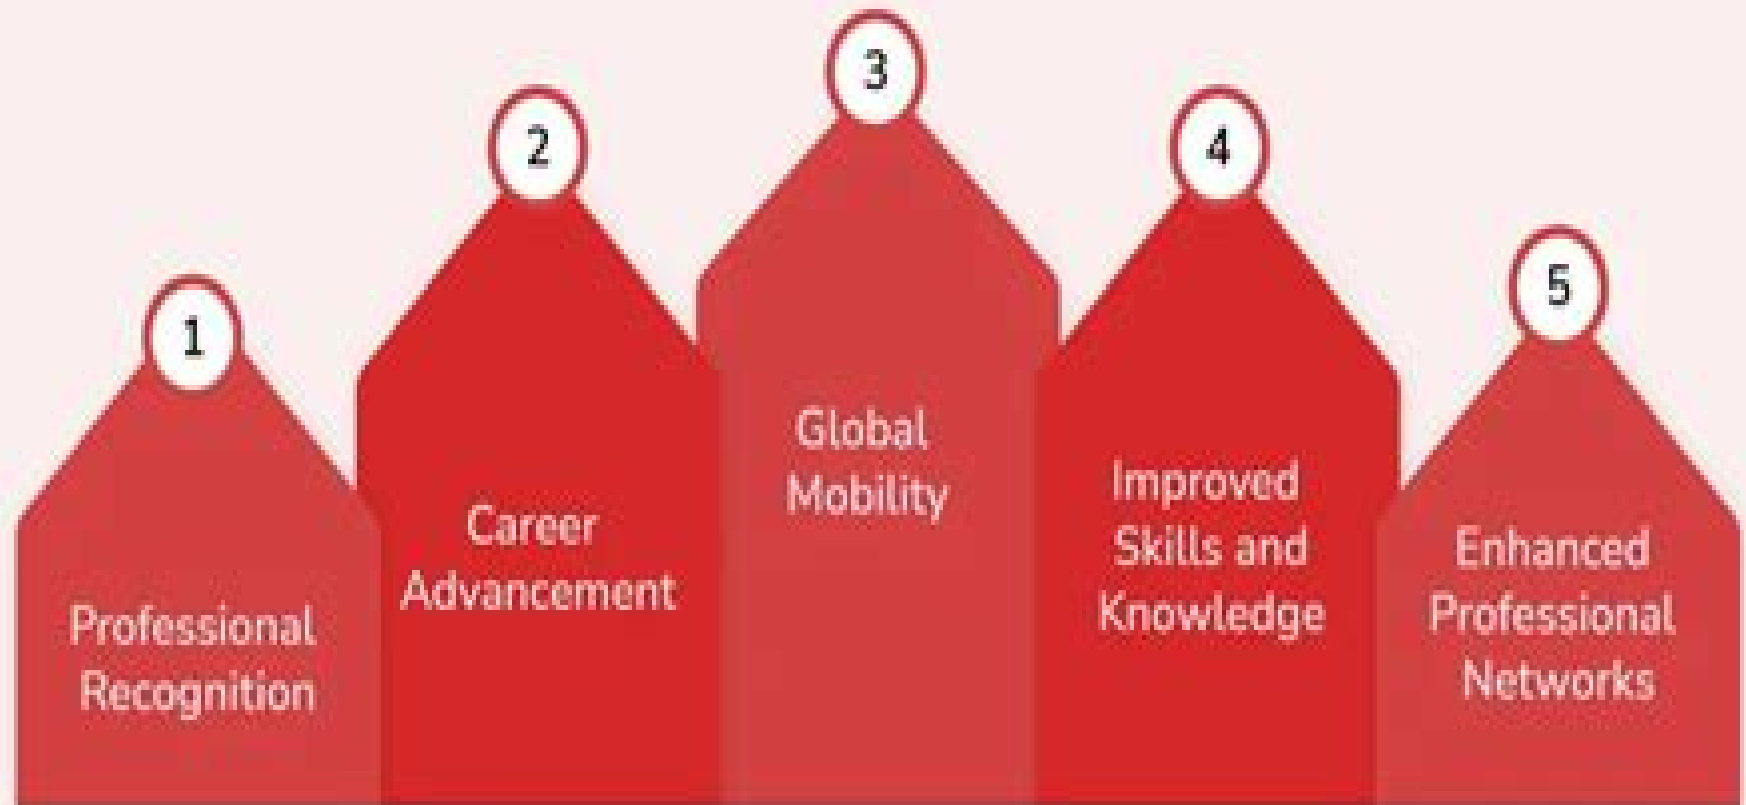 1
Professional
Recognition
2
Career
Advancement
3
Global
Mobility
4
Improved
Skills and
Knowledge
5
Enhanced
Professional
Networks